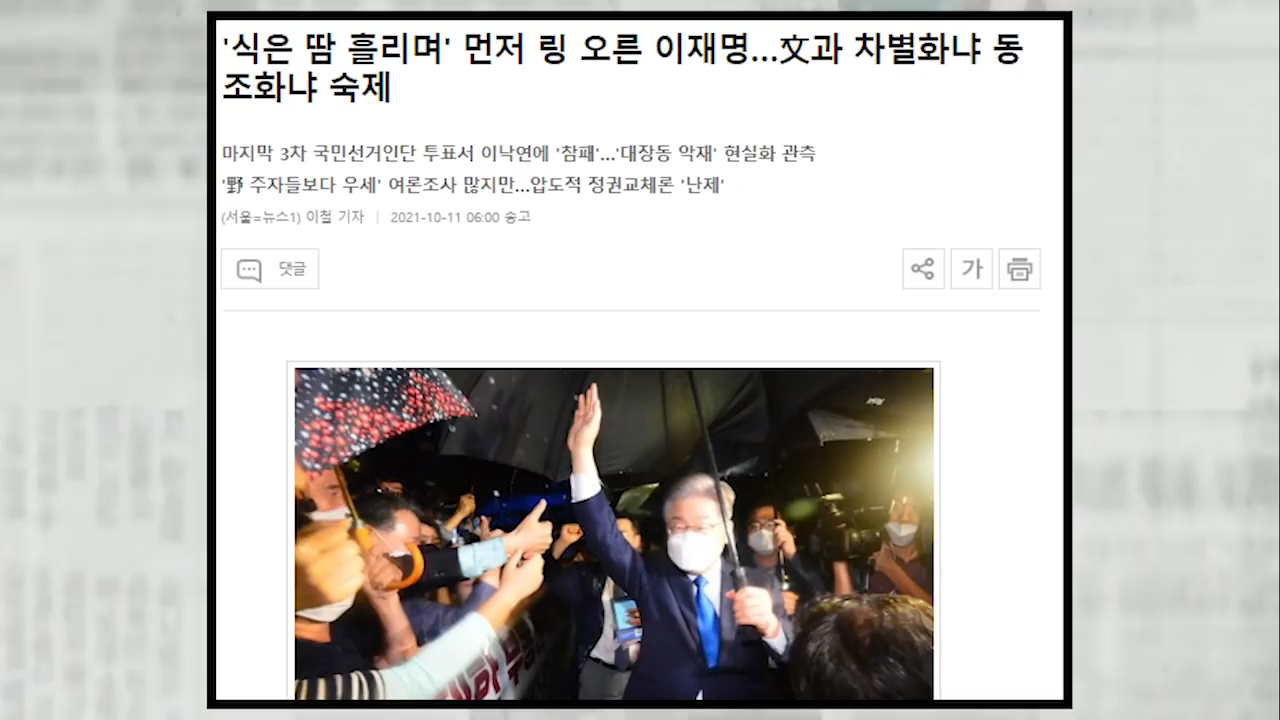 '식은 땀 흘리며' 먼저 링 오른 이재명...文과 차별화냐 동
조화냐 숙제
마지막 3차 국민선거인단 투표서 이낙연에 '참패'...'대장동 악재' 현실화 관측
'野 주자들보다 우세' 여론조사 많지만...압도적 정권교체론 '난제'
(서울=뉴스1) 이철 기자 | 2021-10-11 06:00 송고
댓글
가